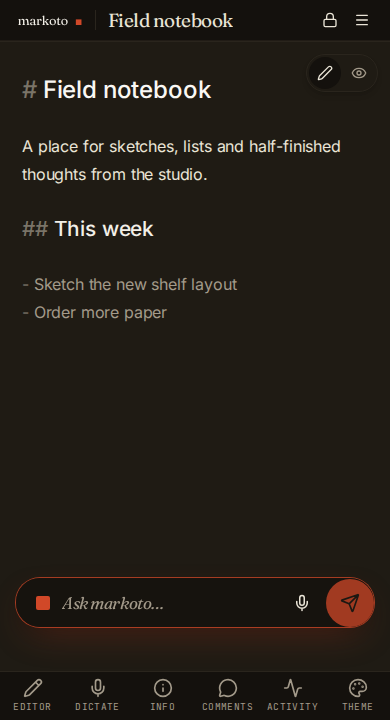 markoto
Field notebook
# Field notebook
A place for sketches, lists and half-finished
thoughts from the studio.
## This week
- Sketch the new shelf layout
- Order more paper
Ask markoto...
EDITOR DICTATE INFO COMMENTS ACTIVITY THEME